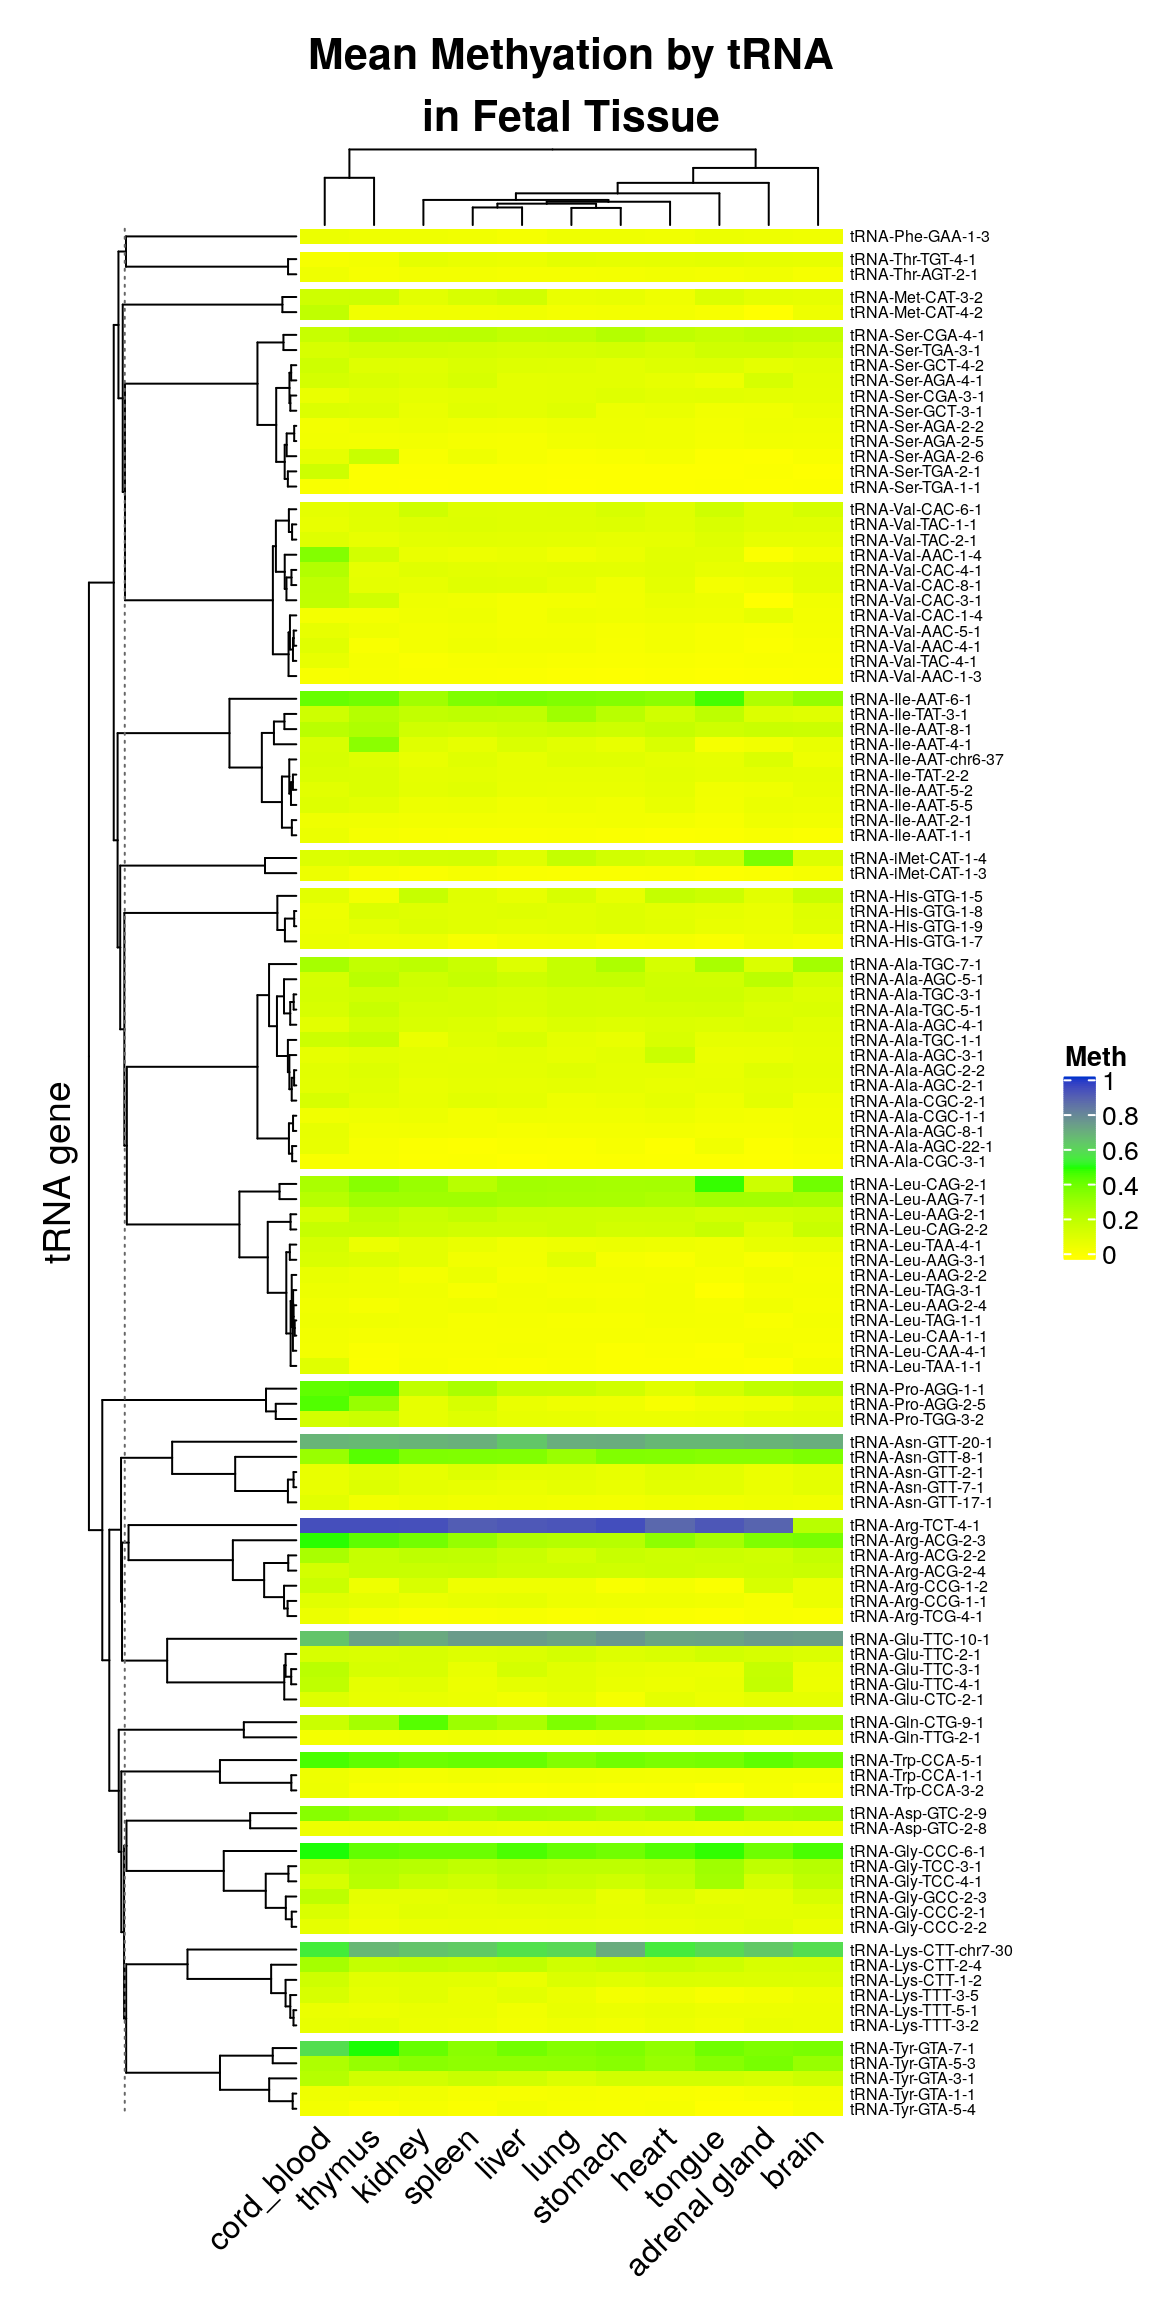 Mean Methyation by tRNA
in Fetal Tissue
tRNA-Phe-GAA-1-3
tRNA-Thr-TGT-4-1
tRNA-Thr-AGT-2-1
tRNA-Met-CAT-3-2
tRNA-Met-CAT-4-2
tRNA-Ser-CGA-4-1
tRNA-Ser-TGA-3-1
tRNA-Ser-GCT-4-2
tRNA-Ser-AGA-4-1
tRNA-Ser-CGA-3-1
tRNA-Ser-GCT-3-1
tRNA-Ser-AGA-2-2
tRNA-Ser-AGA-2-5
tRNA-Ser-AGA-2-6
tRNA-Ser-TGA-2-1
tRNA-Ser-TGA-1-1
tRNA-Val-CAC-6-1
tRNA-Val-TAC-1-1
tRNA-Val-TAC-2-1
tRNA-Val-AAC-1-4
tRNA-Val-CAC-4-1
tRNA-Val-CAC-8-1
tRNA-Val-CAC-3-1
tRNA-Val-CAC-1-4
tRNA-Val-AAC-5-1
tRNA-Val-AAC-4-1
tRNA-Val-TAC-4-1
tRNA-Val-AAC-1-3
tRNA-Ile-AAT-6-1
tRNA-Ile-TAT-3-1
tRNA-Ile-AAT-8-1
tRNA-Ile-AAT-4-1
tRNA-Ile-AAT-chr6-37
tRNA-Ile-TAT-2-2
tRNA-Ile-AAT-5-2
tRNA-Ile-AAT-5-5
tRNA-Ile-AAT-2-1
tRNA-Ile-AAT-1-1
tRNA-iMet-CAT-1-4
tRNA-iMet-CAT-1-3
tRNA-His-GTG-1-5
tRNA-His-GTG-1-8
tRNA-His-GTG-1-9
tRNA-His-GTG-1-7
tRNA-Ala-TGC-7-1
tRNA-Ala-AGC-5-1
tRNA-Ala-TGC-3-1
tRNA-Ala-TGC-5-1
tRNA-Ala-AGC-4-1
tRNA-Ala-TGC-1-1
tRNA-Ala-AGC-3-1
tRNA-Ala-AGC-2-2
tRNA-Ala-AGC-2-1
tRNA-Ala-CGC-2-1
tRNA-Ala-CGC-1-1
tRNA-Ala-AGC-8-1
tRNA-Ala-AGC-22-1
tRNA-Ala-CGC-3-1
tRNA-Leu-CAG-2-1
tRNA-Leu-AAG-7-1
tRNA-Leu-AAG-2-1
tRNA-Leu-CAG-2-2
tRNA-Leu-TAA-4-1
tRNA-Leu-AAG-3-1
tRNA-Leu-AAG-2-2
tRNA-Leu-TAG-3-1
tRNA-Leu-AAG-2-4
tRNA-Leu-TAG-1-1
tRNA-Leu-CAA-1-1
tRNA-Leu-CAA-4-1
tRNA-Leu-TAA-1-1
tRNA-Pro-AGG-1-1
tRNA-Pro-AGG-2-5
tRNA-Pro-TGG-3-2
tRNA-Asn-GTT-20-1
tRNA-Asn-GTT-8-1
tRNA-Asn-GTT-2-1
tRNA-Asn-GTT-7-1
tRNA-Asn-GTT-17-1
tRNA-Arg-TCT-4-1
tRNA-Arg-ACG-2-3
tRNA-Arg-ACG-2-2
tRNA-Arg-ACG-2-4
tRNA-Arg-CCG-1-2
tRNA-Arg-CCG-1-1
tRNA-Arg-TCG-4-1
tRNA-Glu-TTC-10-1
tRNA-Glu-TTC-2-1
tRNA-Glu-TTC-3-1
tRNA-Glu-TTC-4-1
tRNA-Glu-CTC-2-1
tRNA-Gln-CTG-9-1
tRNA-Gln-TTG-2-1
tRNA-Trp-CCA-5-1
tRNA-Trp-CCA-1-1
tRNA-Trp-CCA-3-2
tRNA-Asp-GTC-2-9
tRNA-Asp-GTC-2-8
tRNA-Gly-CCC-6-1
tRNA-Gly-TCC-3-1
tRNA-Gly-TCC-4-1
tRNA-Gly-GCC-2-3
tRNA-Gly-CCC-2-1
tRNA-Gly-CCC-2-2
tRNA-Lys-CTT-chr7-30
tRNA-Lys-CTT-2-4
tRNA-Lys-CTT-1-2
tRNA-Lys-TTT-3-5
tRNA-Lys-TTT-5-1
tRNA-Lys-TTT-3-2
tRNA-Tyr-GTA-7-1
tRNA-Tyr-GTA-5-3
tRNA-Tyr-GTA-3-1
tRNA-Tyr-GTA-1-1
tRNA-Tyr-GTA-5-4
tRNA gene
cord_blood
thymus
kidney
spleen
liver
lung
stomach
heart
tongue
adrenal gland
brain
Meth
1
0.8
0.6
0.4
0.2
0